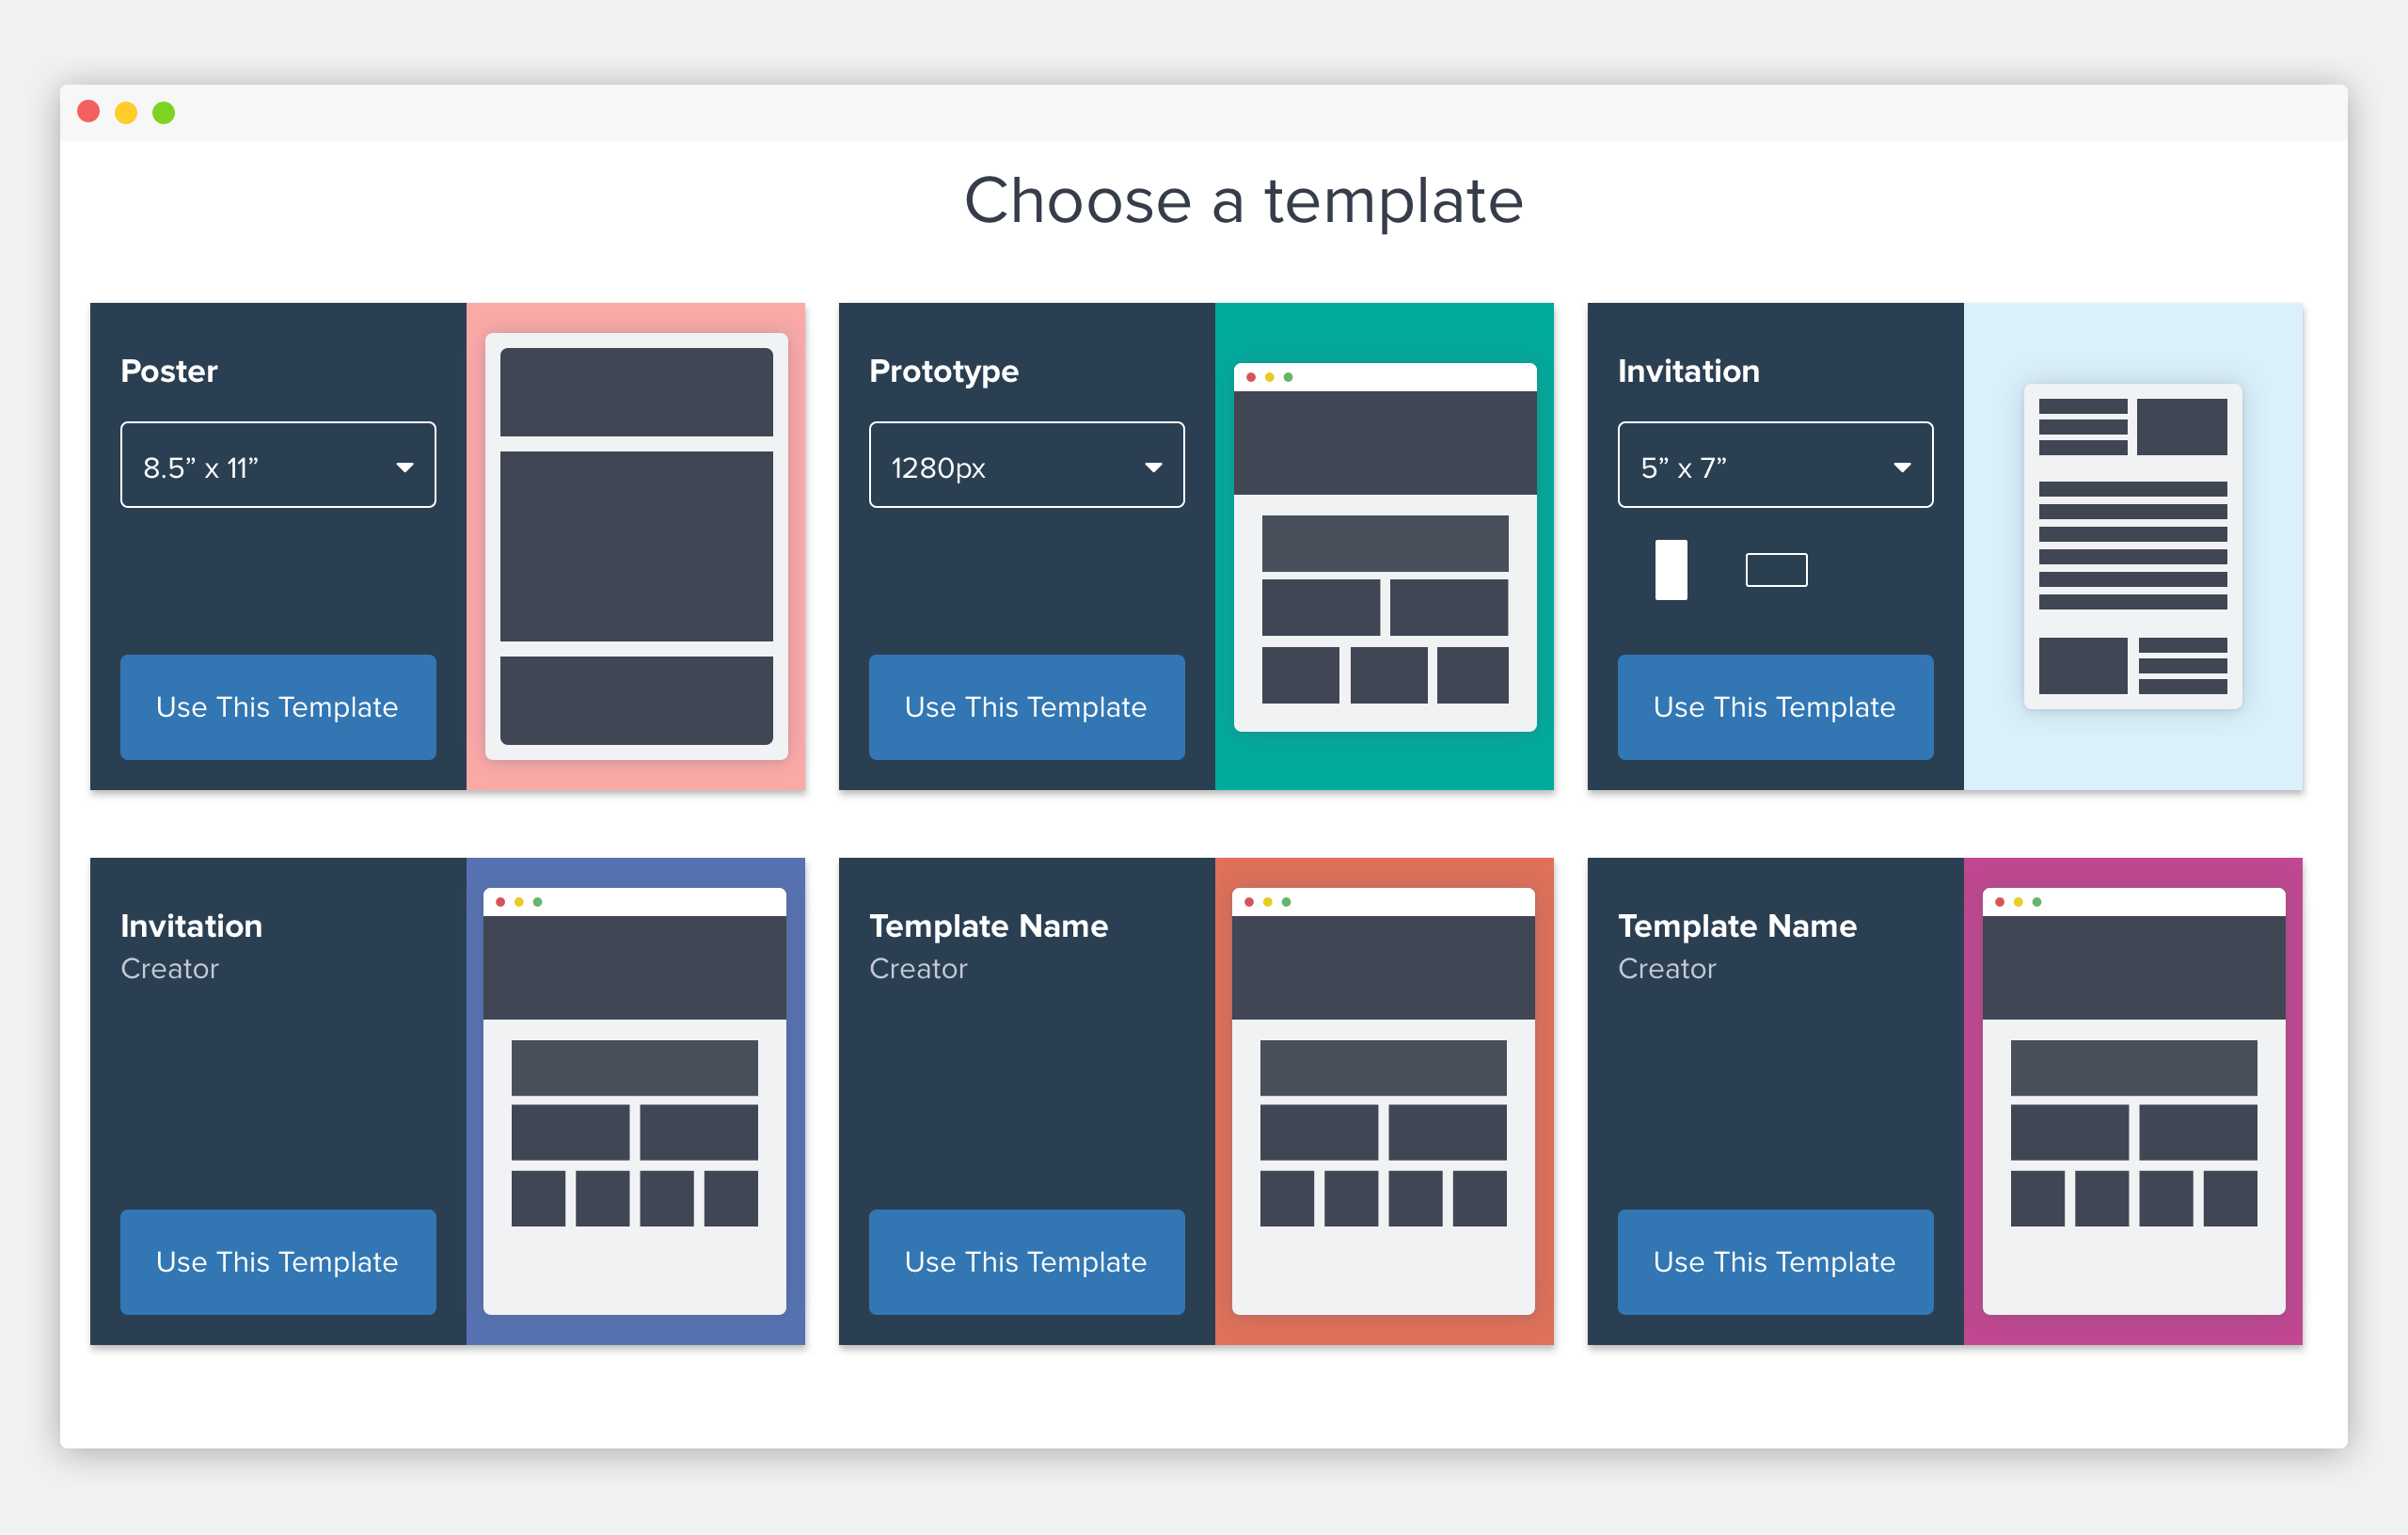 Choose a template
Poster
8.5” x 11”
Use This Template
Prototype
1280px
Use This Template
Invitation
5” x 7”
Use This Template
Invitation
Creator
Use This Template
Template Name
Creator
Use This Template
Template Name
Creator
Use This Template